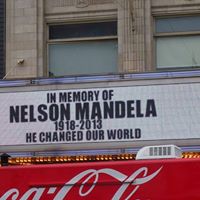 IN MEMORY OF
NELSON MANDELA
1918-2013
HE CHANGED OUR WORLD
Coca-Cola